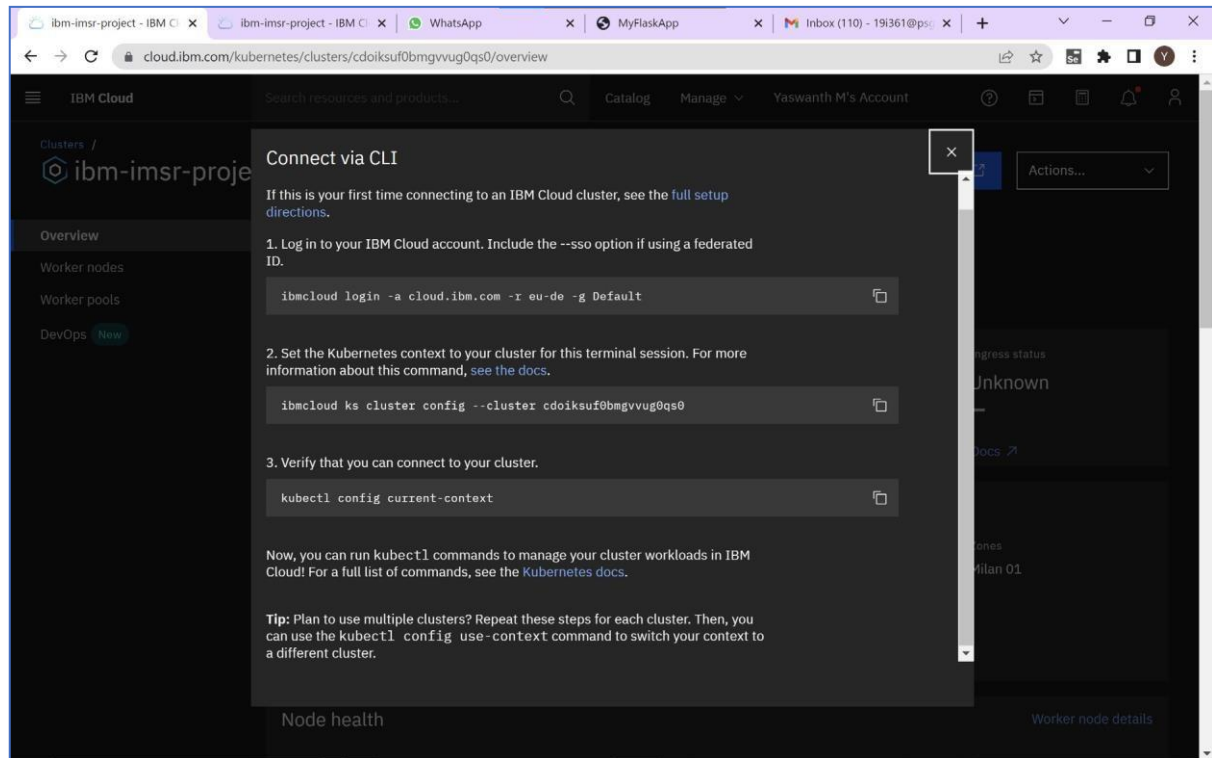 ibm-imsr-project - IBM Cl
ibm-imsr-project - IBM Cl
WhatsApp
MyFlaskApp
Inbox (110) - 19i361@psg
cloud.ibm.com/kubernetes/clusters/cdoiksuf0bmgvvug0qs0/overview
Se
Y
IBM Cloud
Search resources and products...
Catalog
Manage
Yaswanth M's Account
Clusters /
ibm-imsr-proje
Actions...
Overview
Worker nodes
Worker pools
DevOps New
Connect via CLI
If this is your first time connecting to an IBM Cloud cluster, see the full setup
directions.
1. Log in to your IBM Cloud account. Include the --sso option if using a federated
ID.
ibmcloud login -a cloud.ibm.com -r eu-de -g Default
2. Set the Kubernetes context to your cluster for this terminal session. For more
information about this command, see the docs.
ibmcloud ks cluster config --cluster cdoiksuf0bmgvvug0qs0
3. Verify that you can connect to your cluster.
kubectl config current-context
Now, you can run kubectl commands to manage your cluster workloads in IBM
Cloud! For a full list of commands, see the Kubernetes docs.
Tip: Plan to use multiple clusters? Repeat these steps for each cluster. Then, you
can use the kubectl config use-context command to switch your context to
a different cluster.
ngress status
Unknown
Docs
Zones
Milan 01
Node health
Worker node details